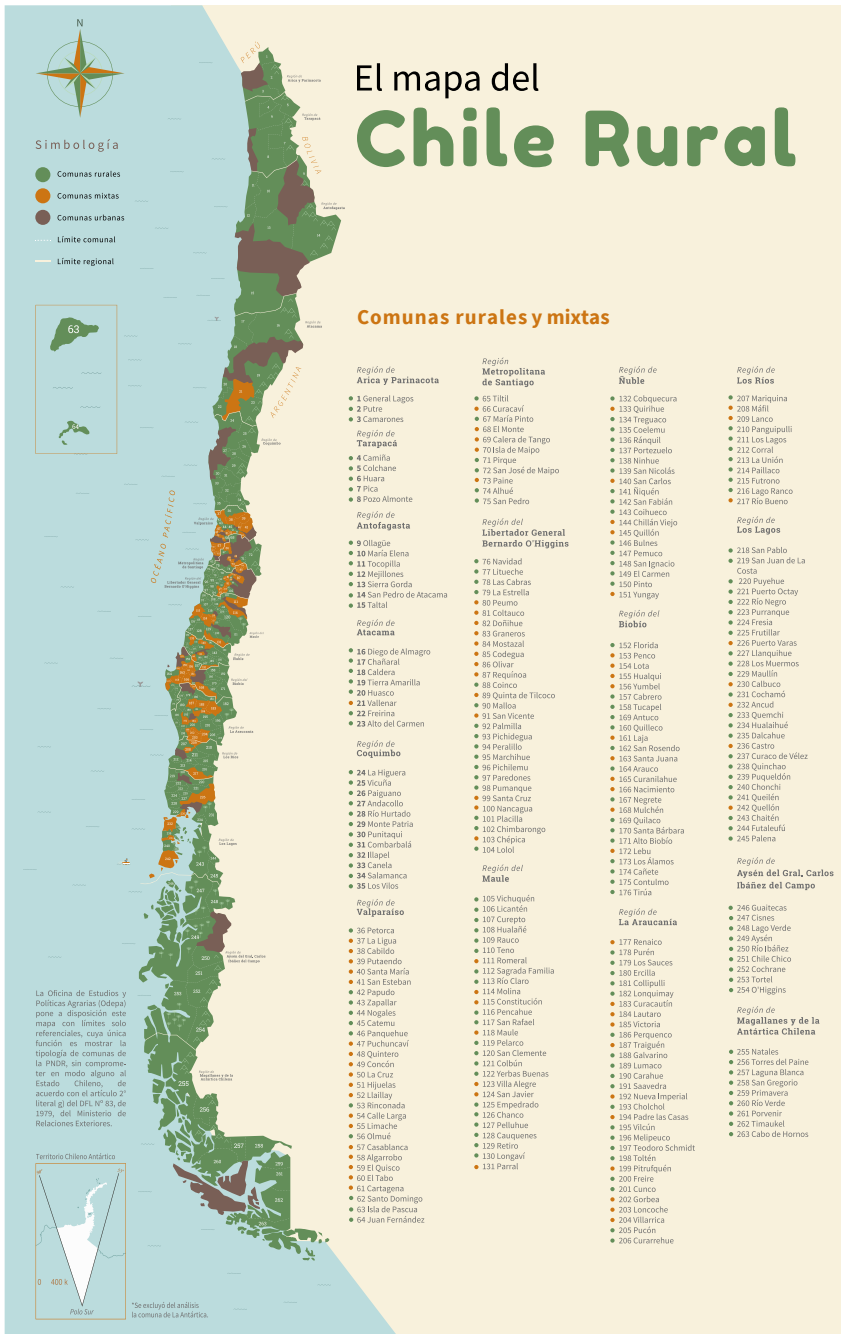 N
Simbología
Comunas rurales
Comunas mixtas
Comunas urbanas
Límite comunal
Límite regional
63
64
PERÚ
BOLIVIA
ARGENTINA
OCÉANO PACÍFICO
El mapa del
Chile Rural
Comunas rurales y mixtas
Región de
Arica y Parinacota
1 General Lagos
2 Putre
3 Camarones
Región de
Tarapacá
4 Camiña
5 Colchane
6 Huara
7 Pica
8 Pozo Almonte
Región de
Antofagasta
9 Ollagüe
10 María Elena
11 Tocopilla
12 Mejillones
13 Sierra Gorda
14 San Pedro de Atacama
15 Taltal
Región de
Atacama
16 Diego de Almagro
17 Chañaral
18 Caldera
19 Tierra Amarilla
20 Huasco
21 Vallenar
22 Freirina
23 Alto del Carmen
Región de
Coquimbo
24 La Higuera
25 Vicuña
26 Paiguano
27 Andacollo
28 Río Hurtado
29 Monte Patria
30 Punitaqui
31 Combarbalá
32 Illapel
33 Canela
34 Salamanca
35 Los Vilos
Región de
Valparaíso
36 Petorca
37 La Ligua
38 Cabildo
39 Putaendo
40 Santa María
41 San Esteban
42 Papudo
43 Zapallar
44 Nogales
45 Catemu
46 Panquehue
47 Puchuncaví
48 Quintero
49 Concón
50 La Cruz
51 Hijuelas
52 Llaillay
53 Rinconada
54 Calle Larga
55 Limache
56 Olmué
57 Casablanca
58 Algarrobo
59 El Quisco
60 El Tabo
61 Cartagena
62 Santo Domingo
63 Isla de Pascua
64 Juan Fernández
Región
Metropolitana
de Santiago
65 Tiltil
66 Curacaví
67 María Pinto
68 El Monte
69 Calera de Tango
70 Isla de Maipo
71 Pirque
72 San José de Maipo
73 Paine
74 Alhué
75 San Pedro
Región del
Libertador General
Bernardo O'Higgins
76 Navidad
77 Litueche
78 Las Cabras
79 La Estrella
80 Peumo
81 Coltauco
82 Doñihue
83 Graneros
84 Mostazal
85 Codegua
86 Olivar
87 Requínoa
88 Coinco
89 Quinta de Tilcoco
90 Malloa
91 San Vicente
92 Palmilla
93 Pichidegua
94 Peralillo
95 Marchihue
96 Pichilemu
97 Paredones
98 Pumanque
99 Santa Cruz
100 Nancagua
101 Placilla
102 Chimbarongo
103 Chépica
104 Lolol
Región del
Maule
105 Vichuquén
106 Licantén
107 Curepto
108 Hualañé
109 Rauco
110 Teno
111 Romeral
112 Sagrada Familia
113 Río Claro
114 Molina
115 Constitución
116 Pencahue
117 San Rafael
118 Maule
119 Pelarco
120 San Clemente
121 Colbún
122 Yerbas Buenas
123 Villa Alegre
124 San Javier
125 Empedrado
126 Chanco
127 Pelluhue
128 Cauquenes
129 Retiro
130 Longaví
131 Parral
Región de
Ñuble
132 Cobquecura
133 Quirihue
134 Treguaco
135 Coelemu
136 Ránquil
137 Portezuelo
138 Ninhue
139 San Nicolás
140 San Carlos
141 Ñiquén
142 San Fabián
143 Coihueco
144 Chillán Viejo
145 Quillón
146 Bulnes
147 Pemuco
148 San Ignacio
149 El Carmen
150 Pinto
151 Yungay
Región del
Biobío
152 Florida
153 Penco
154 Lota
155 Hualqui
156 Yumbel
157 Cabrero
158 Tucapel
169 Antuco
160 Quilleco
161 Laja
162 San Rosendo
163 Santa Juana
164 Arauco
165 Curanilahue
166 Nacimiento
167 Negrete
168 Mulchén
169 Quilaco
170 Santa Bárbara
171 Alto Biobío
172 Lebu
173 Los Álamos
174 Cañete
175 Contulmo
176 Tirúa
Región de
La Araucanía
177 Renaico
178 Purén
179 Los Sauces
180 Ercilla
181 Collipulli
182 Lonquimay
183 Curacautín
184 Lautaro
185 Victoria
186 Perquenco
187 Traiguén
188 Galvarino
189 Lumaco
190 Carahue
191 Saavedra
192 Nueva Imperial
193 Cholchol
194 Padre las Casas
195 Vilcún
196 Melipeuco
197 Teodoro Schmidt
198 Toltén
199 Pitrufquén
200 Freire
201 Cunco
202 Gorbea
203 Loncoche
204 Villarrica
205 Pucón
206 Curarrehue
Región de
Los Ríos
207 Mariquina
208 Máfil
209 Lanco
210 Panguipulli
211 Los Lagos
212 Corral
213 La Unión
214 Paillaco
215 Futrono
216 Lago Ranco
217 Río Bueno
Región de
Los Lagos
218 San Pablo
219 San Juan de La
Costa
220 Puyehue
221 Puerto Octay
222 Río Negro
223 Purranque
224 Fresia
225 Frutillar
226 Puerto Varas
227 Llanquihue
228 Los Muermos
229 Maullín
230 Calbuco
231 Cochamó
232 Ancud
233 Quemchi
234 Hualaihué
235 Dalcahue
236 Castro
237 Curaco de Vélez
238 Quinchao
239 Puqueldón
240 Chonchi
241 Queilén
242 Quellón
243 Chaitén
244 Futaleufú
245 Palena
Región de
Aysén del Gral. Carlos
Ibáñez del Campo
246 Guaitecas
247 Cisnes
248 Lago Verde
249 Aysén
250 Río Ibáñez
251 Chile Chico
252 Cochrane
253 Tortel
254 O'Higgins
Región de
Magallanes y de la
Antártica Chilena
255 Natales
256 Torres del Paine
257 Laguna Blanca
258 San Gregorio
259 Primavera
260 Río Verde
261 Porvenir
262 Timaukel
263 Cabo de Hornos
La Oficina de Estudios y
Políticas Agrarias (Odepa)
pone a disposición este
mapa con límites solo
referenciales, cuya única
función es mostrar la
tipología de comunas de
la PNDR, sin comprome-
ter en modo alguno al
Estado Chileno, de
acuerdo con el artículo 2°
literal g) del DFL N° 83, de
1979, del Ministerio de
Relaciones Exteriores.
Territorio Chileno Antártico
0 400 k
Polo Sur
*Se excluyó del análisis
la comuna de La Antártica.